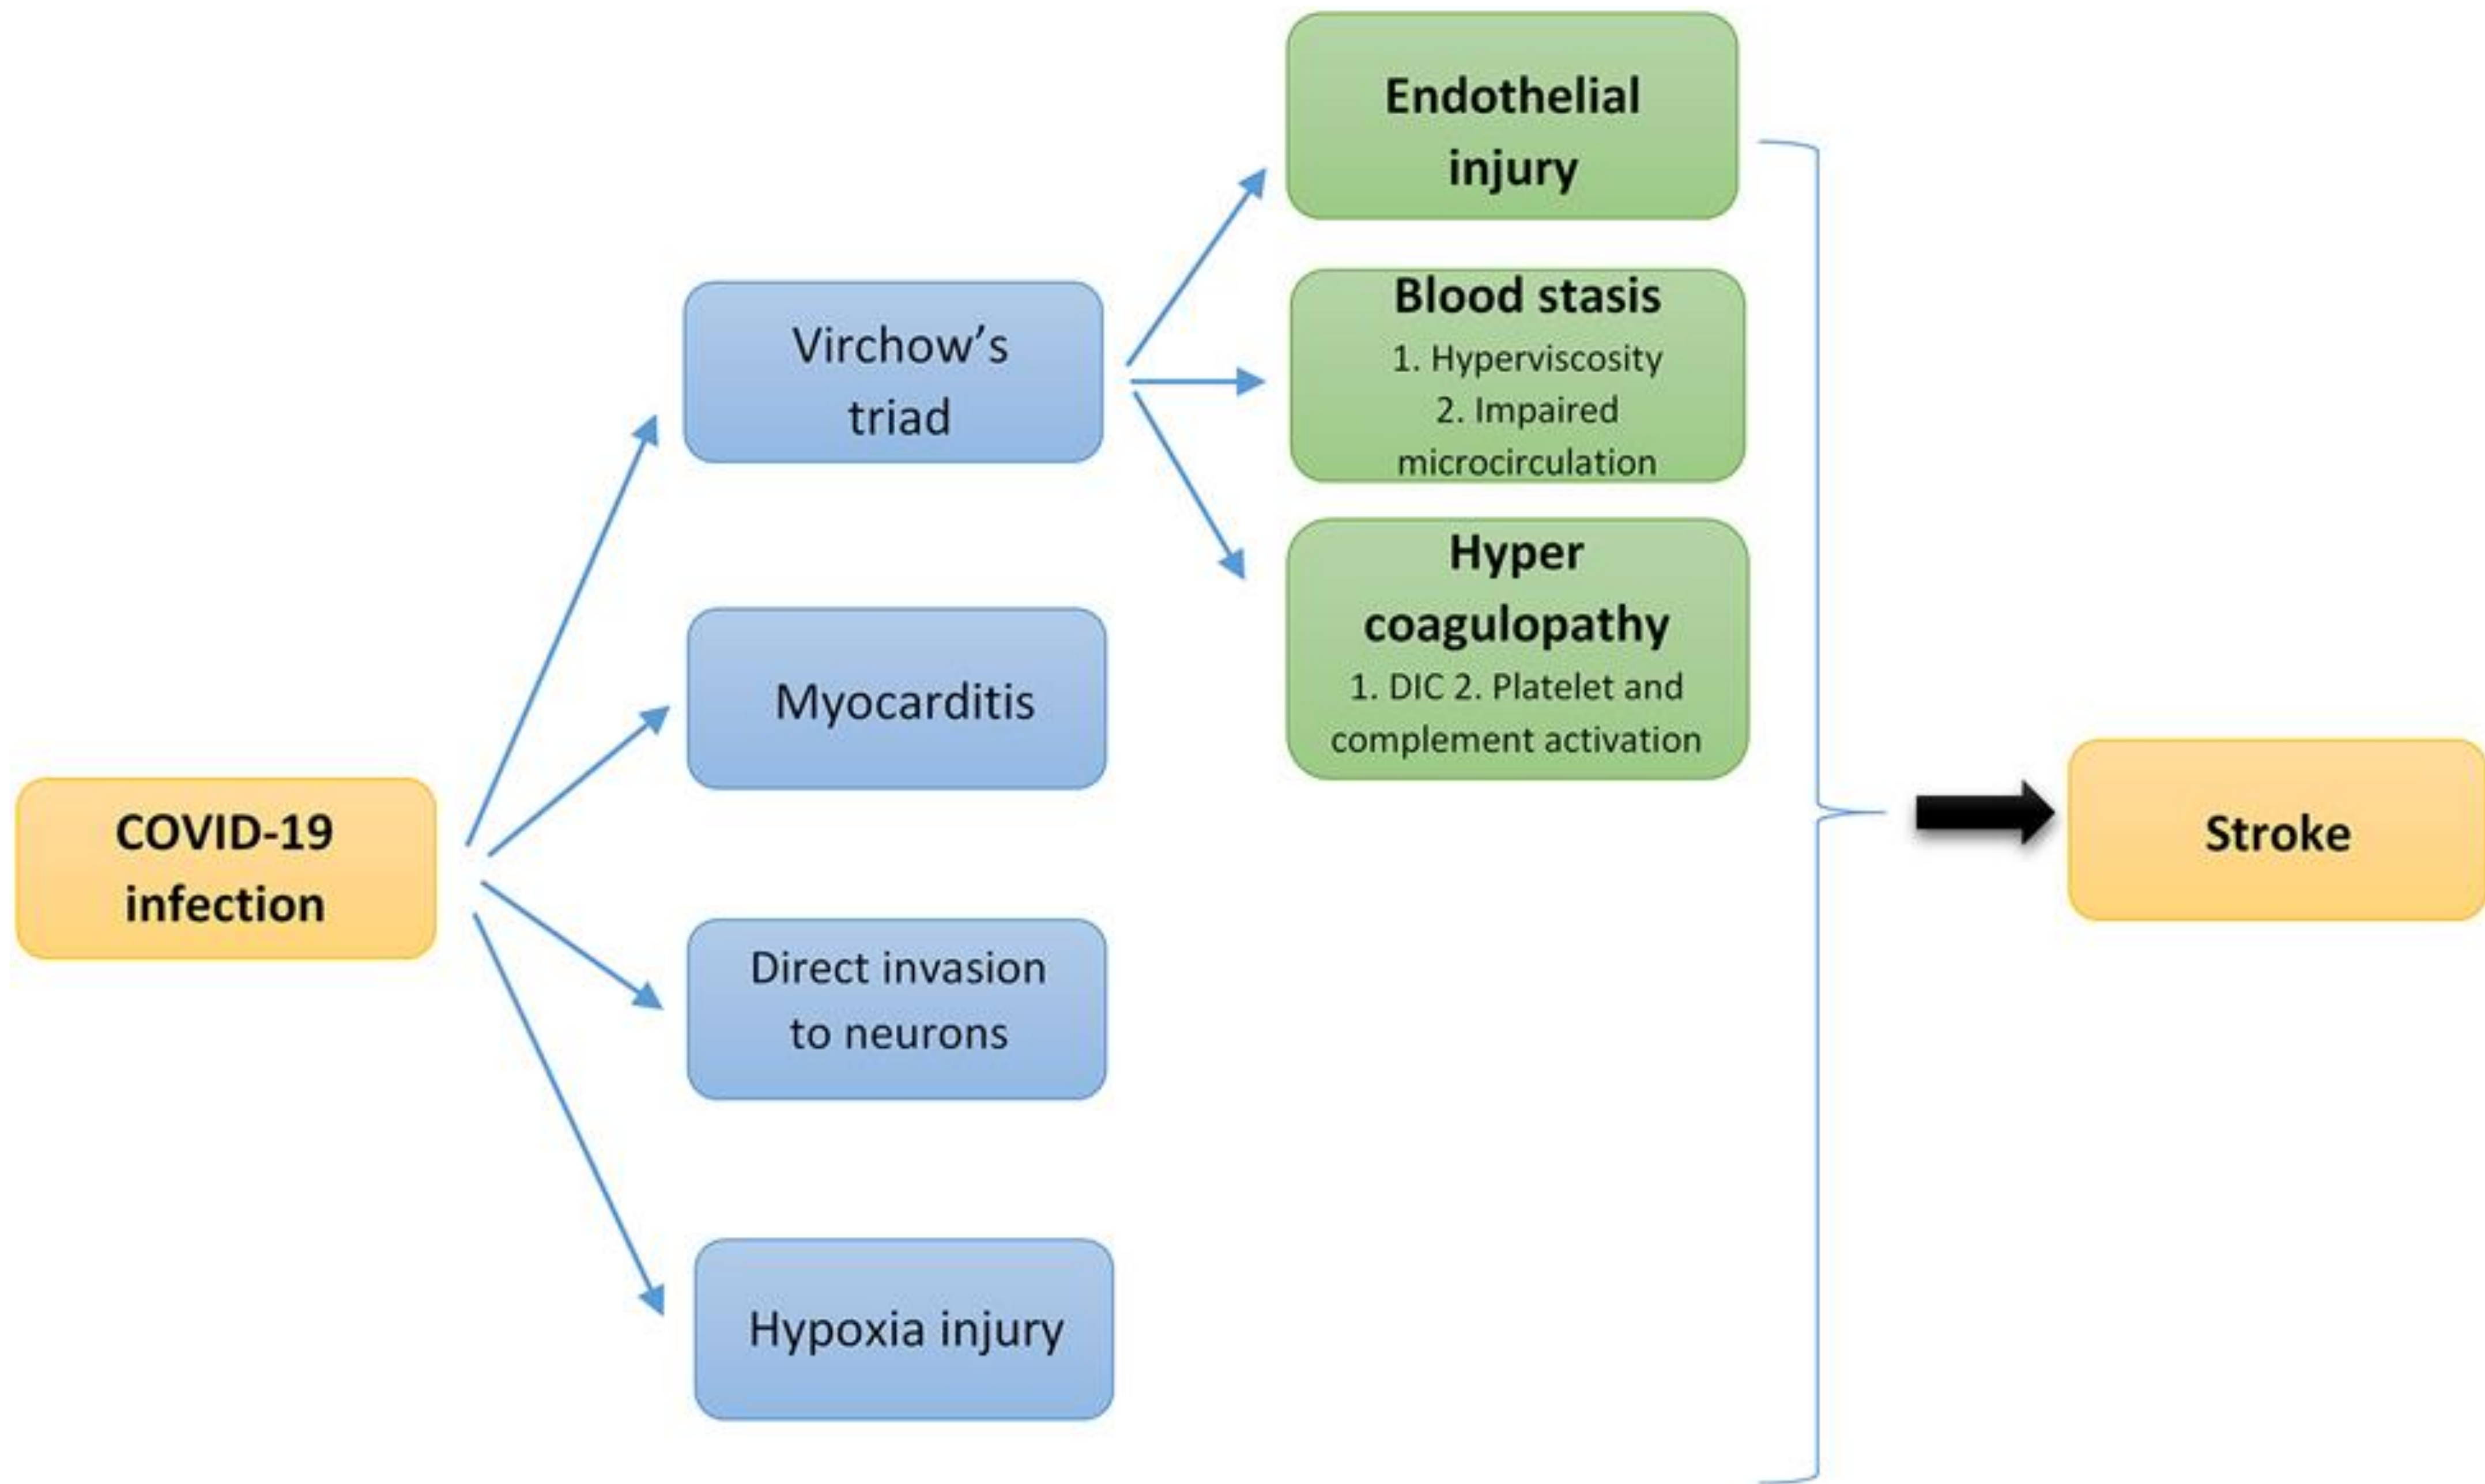 COVID-19
infection
Virchow’s
triad
Myocarditis
Direct invasion
to neurons
Hypoxia injury
Endothelial
injury
Blood stasis
1. Hyperviscosity
2. Impaired
microcirculation
Hyper
coagulopathy
1. DIC 2. Platelet and
complement activation
Stroke